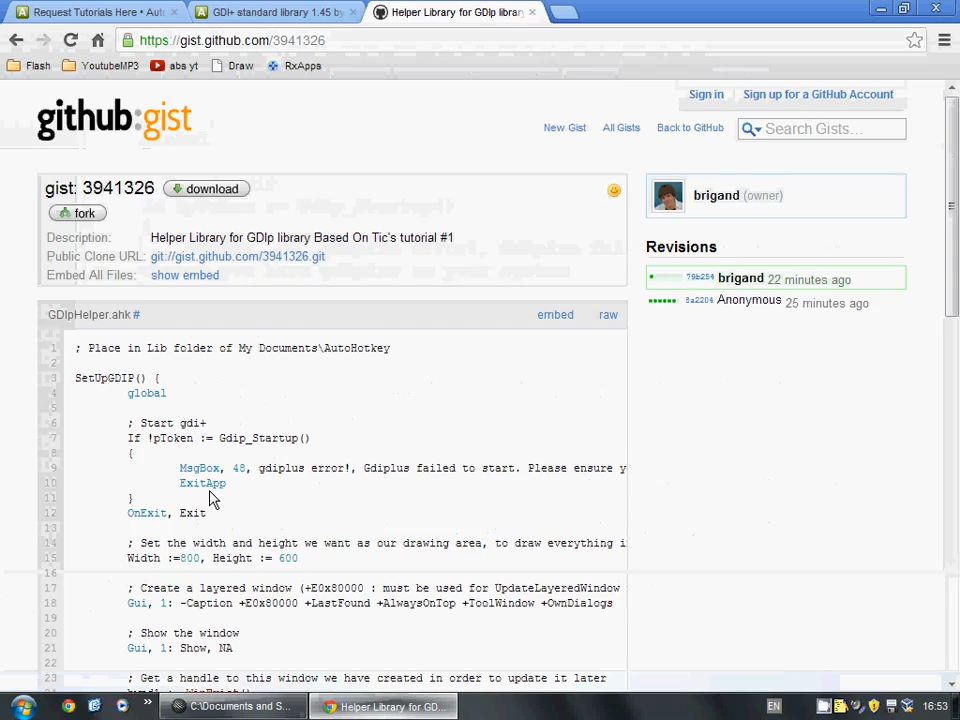 Request Tutorials Here • Aut
GDI+ standard library 1.45 by
Helper Library for GDIp librar
https://gist.github.com/3941326
Flash
YoutubeMP3
abs yt
Draw
RxApps
Sign in
Sign up for a GitHub Account
github:gist
New Gist
All Gists
Back to GitHub
Search Gists…
gist: 3941326
download
fork
Description: Helper Library for GDIp library Based On Tic's tutorial #1
Public Clone URL: git://gist.github.com/3941326.git
Embed All Files: show embed
brigand (owner)
Revisions
brigand 22 minutes ago
8a2204 Anonymous 25 minutes ago
GDIpHelper.ahk #
embed
raw
1 ; Place in Lib folder of My Documents\AutoHotkey
2
3 SetUpGDIP() {
4 global
5
6 ; Start gdi+
7 If !pToken := Gdip_Startup()
8 {
9 MsgBox, 48, gdiplus error!, Gdiplus failed to start. Please ensure y
10 ExitApp
11 }
12 OnExit, Exit
13
14 ; Set the width and height we want as our drawing area, to draw everything i
15 Width :=800, Height := 600
16
17 ; Create a layered window (+E0x80000 : must be used for UpdateLayeredWindow
18 Gui, 1: -Caption +E0x80000 +LastFound +AlwaysOnTop +ToolWindow +OwnDialogs
19
20 ; Show the window
21 Gui, 1: Show, NA
22
23 ; Get a handle to this window we have created in order to update it later
C:\Documents and S...
Helper Library for GD...
EN
16:53